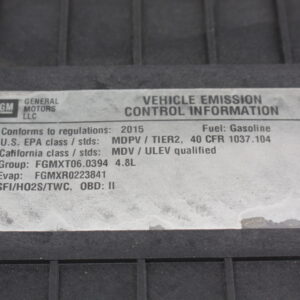 GM GENERAL MOTORS LLC
VEHICLE EMISSION
CONTROL INFORMATION
Conforms to regulations: 2015 Fuel: Gasoline
U.S. EPA class / stds: MDPV / TIER2, 40 CFR 1037.104
California class / stds: MDV / ULEV qualified
Group: FGMXT06.0394 4.8L
Evap: FGMXR0223841
SFI/HO2S/TWC, OBD: II